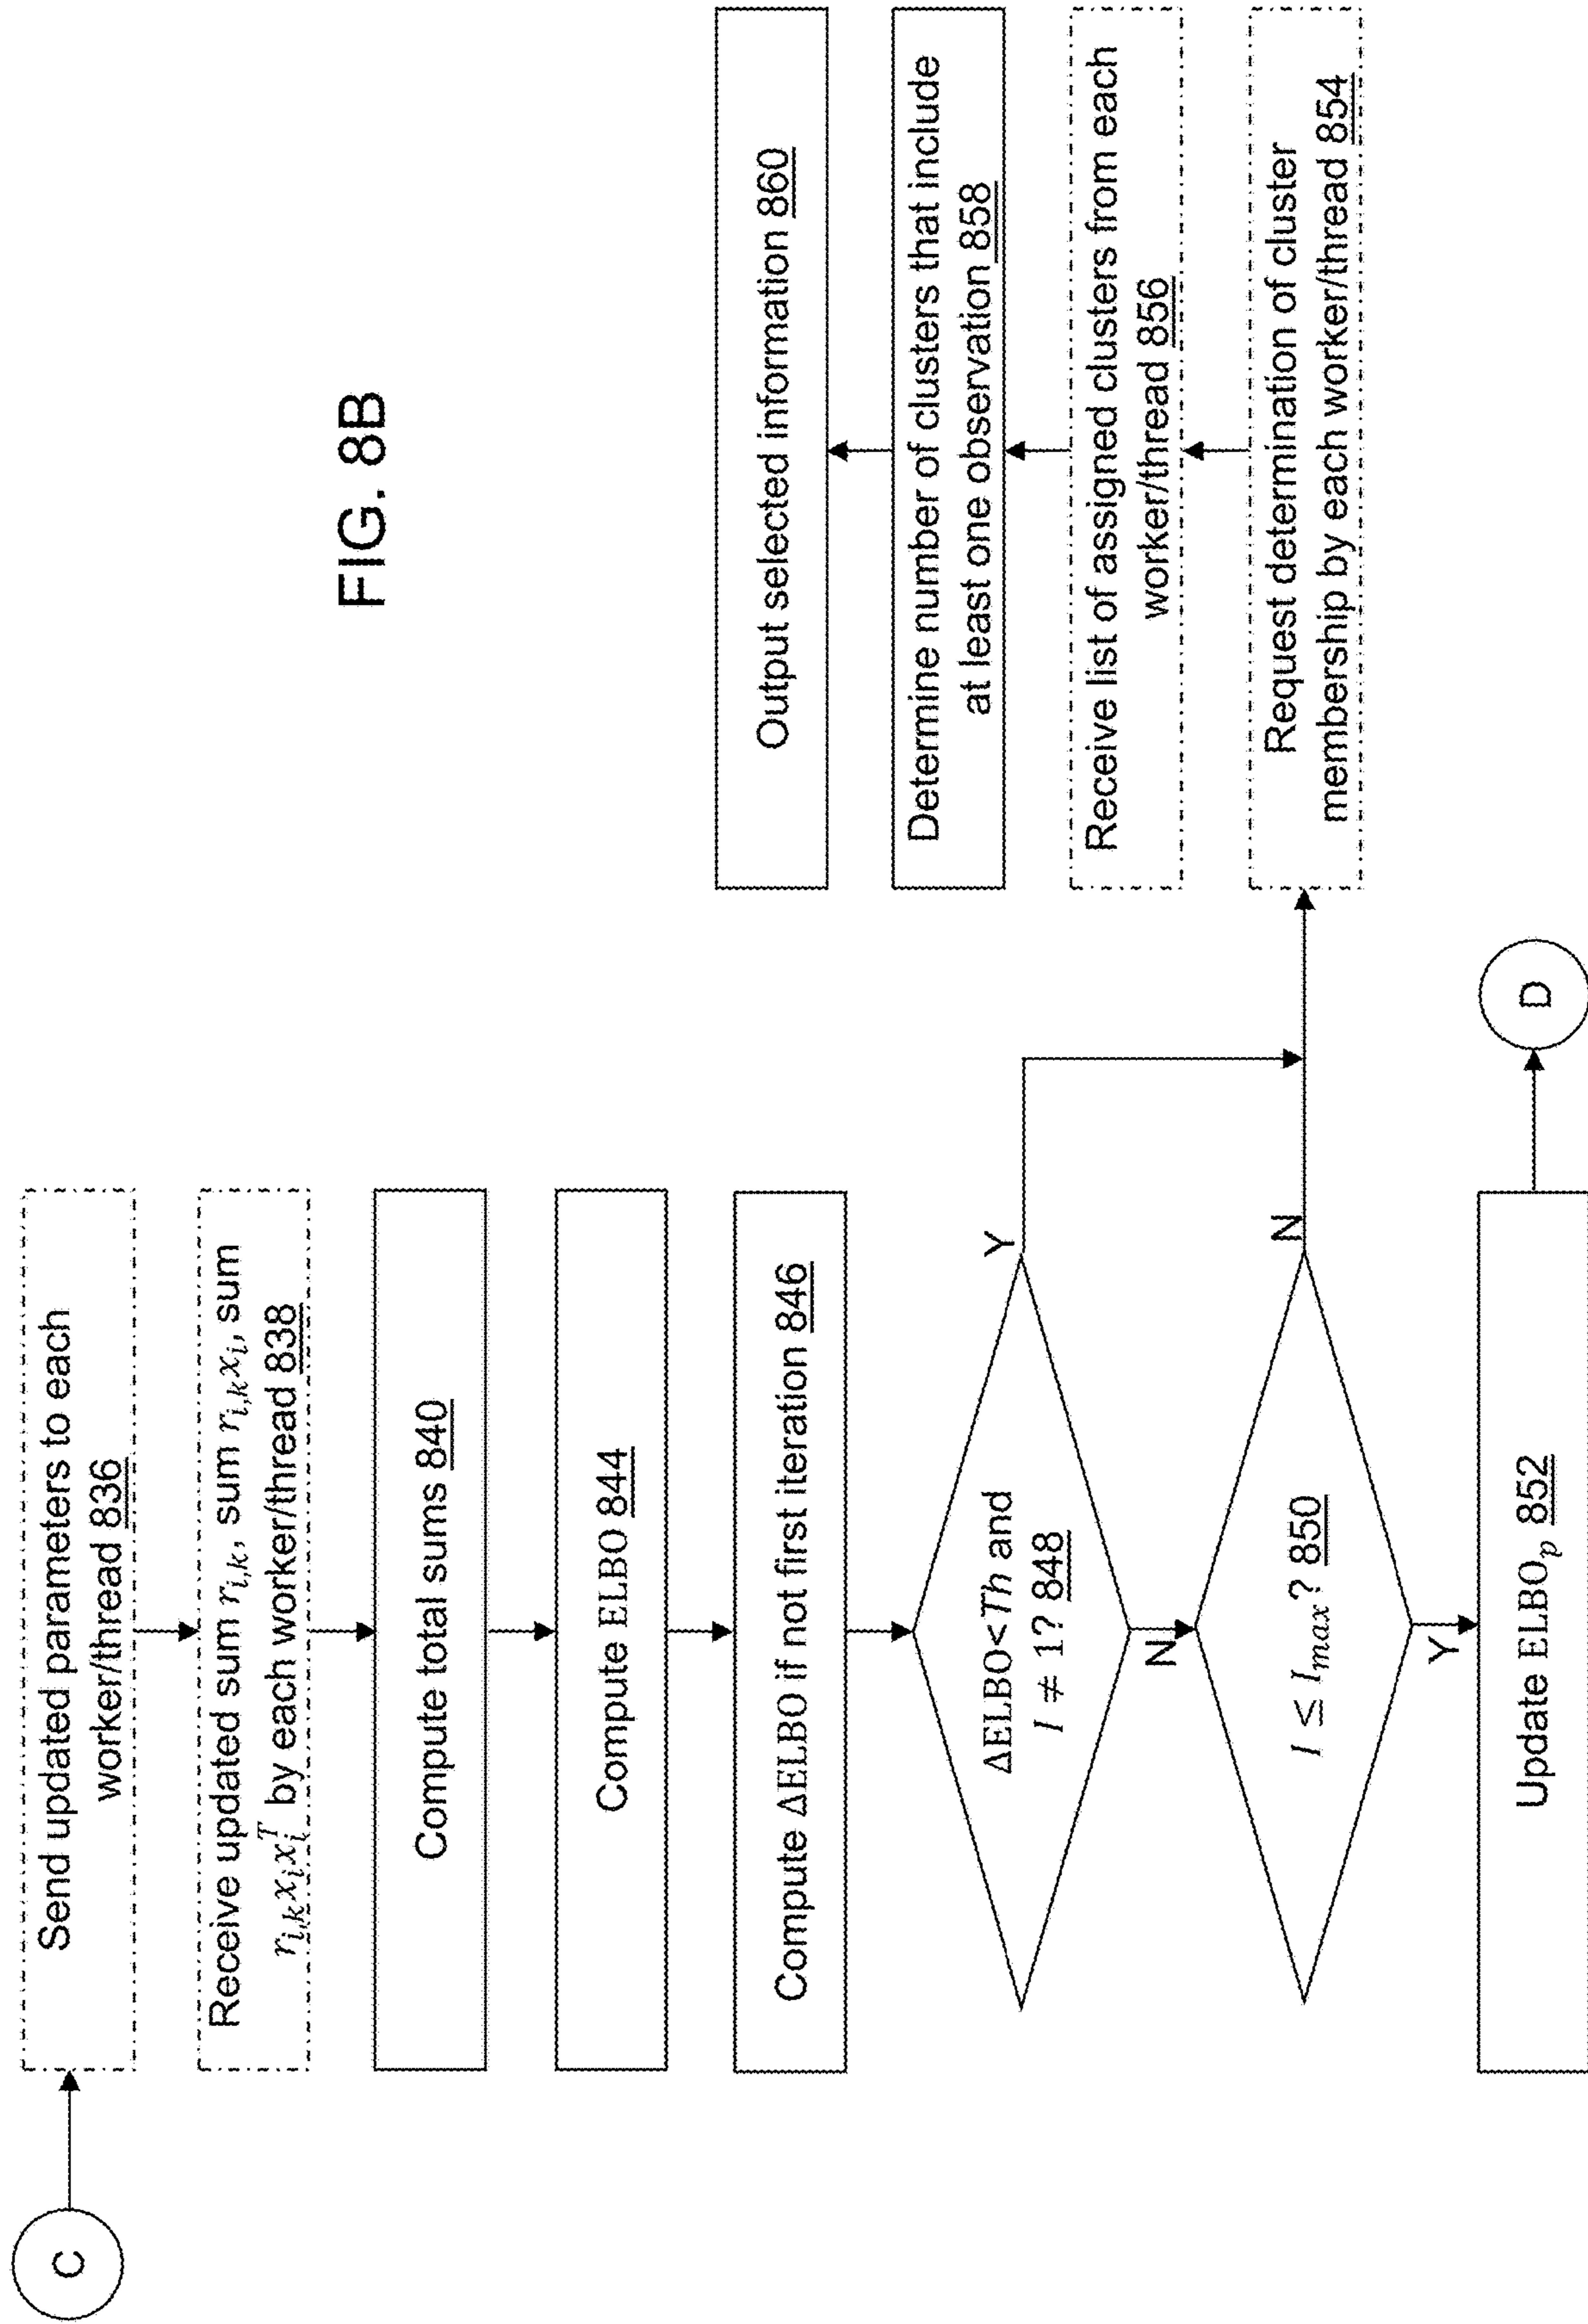 FIG. 8B
C
Send updated parameters to each
worker/thread 836
Receive updated sum r_{i,k}, sum r_{i,k}x_i, sum
r_{i,k}x_ix_i^T by each worker/thread 838
Compute total sums 840
Compute ELBO 844
Compute ΔELBO if not first iteration 846
ΔELBO<Th and
I ≠ 1? 848
Y
N
I ≤ I_{max}? 850
N
Y
Update ELBO_p 852
D
Request determination of cluster
membership by each worker/thread 854
Receive list of assigned clusters from each
worker/thread 856
Determine number of clusters that include
at least one observation 858
Output selected information 860